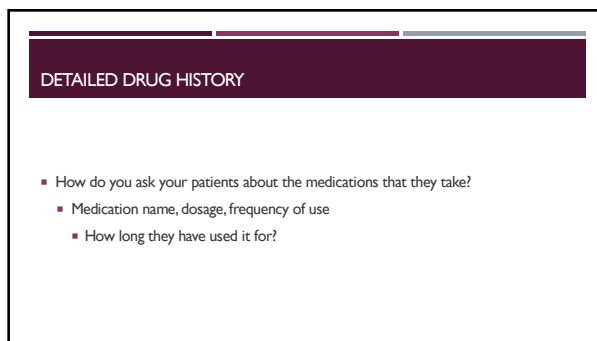 DETAILED DRUG HISTORY
How do you ask your patients about the medications that they take?
Medication name, dosage, frequency of use
How long they have used it for?